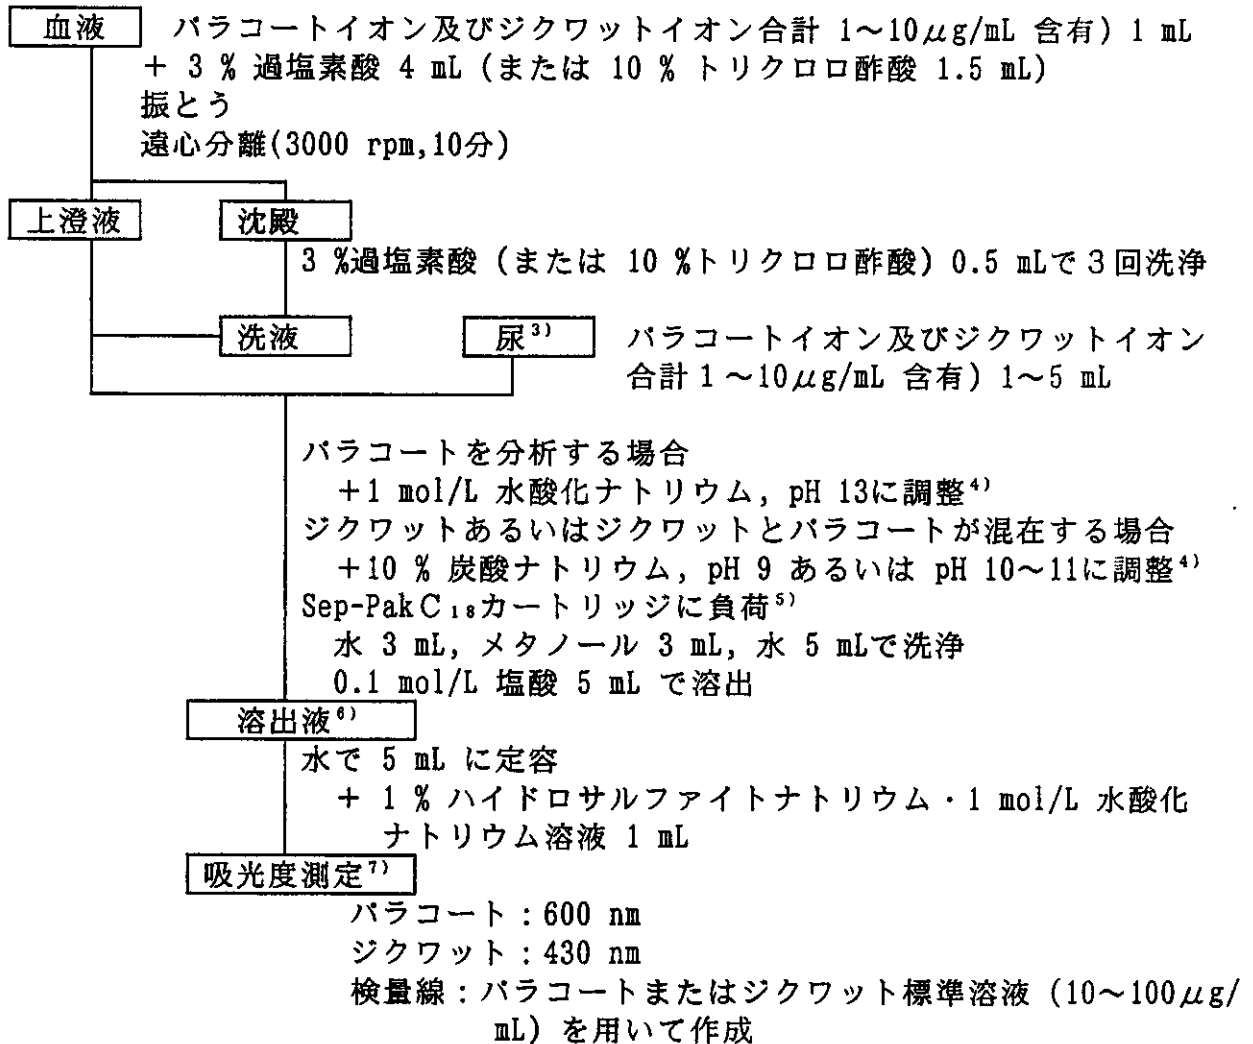 血液 パラコートイオン及びジクワットイオン合計 1~10μg/mL 含有) 1 mL
+ 3 % 過塩素酸 4 mL (または 10 % トリクロロ酢酸 1.5 mL)
振とう
遠心分離(3000 rpm,10分)
上澄液 沈殿
3 %過塩素酸 (または 10 %トリクロロ酢酸) 0.5 mLで3回洗浄
洗液 尿3) パラコートイオン及びジクワットイオン
合計1~10μg/mL 含有) 1~5 mL
パラコートを分析する場合
+1 mol/L 水酸化ナトリウム, pH 13に調整4)
ジクワットあるいはジクワットとパラコートが混在する場合
+10 % 炭酸ナトリウム, pH 9 あるいは pH 10~11に調整4)
Sep-PakC18カートリッジに負荷5)
水 3 mL, メタノール 3 mL, 水 5 mLで洗浄
0.1 mol/L 塩酸 5 mL で溶出
溶出液6)
水で 5 mL に定容
+ 1 % ハイドロサルファイトナトリウム・1 mol/L 水酸化
ナトリウム溶液 1 mL
吸光度測定7)
パラコート:600 nm
ジクワット:430 nm
検量線:パラコートまたはジクワット標準溶液 (10~100μg/
mL) を用いて作成